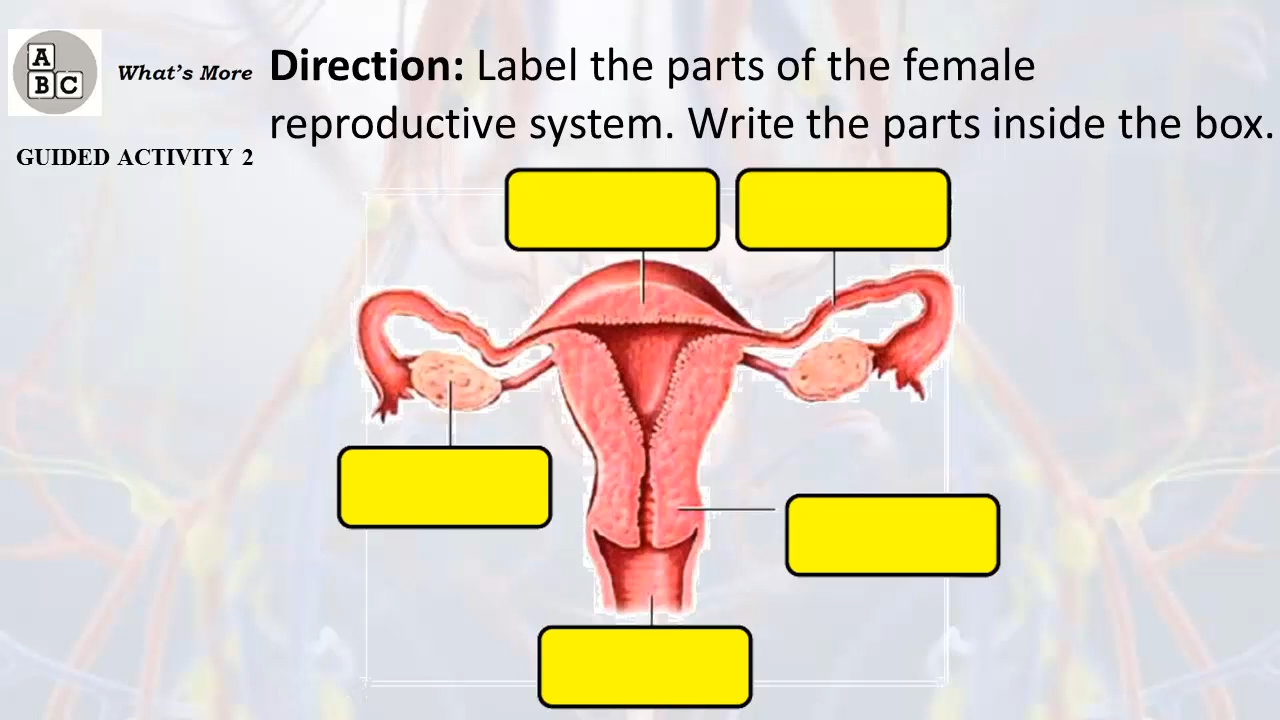 A
B C
What's More
GUIDED ACTIVITY 2
Direction: Label the parts of the female
reproductive system. Write the parts inside the box.